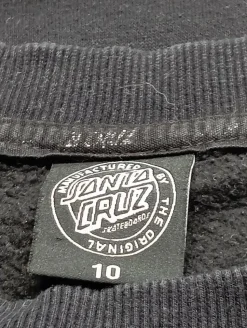 MANUFACTURED BY THE ORIGINAL
SANTA
CRUZ
SKATEBOARDS
10